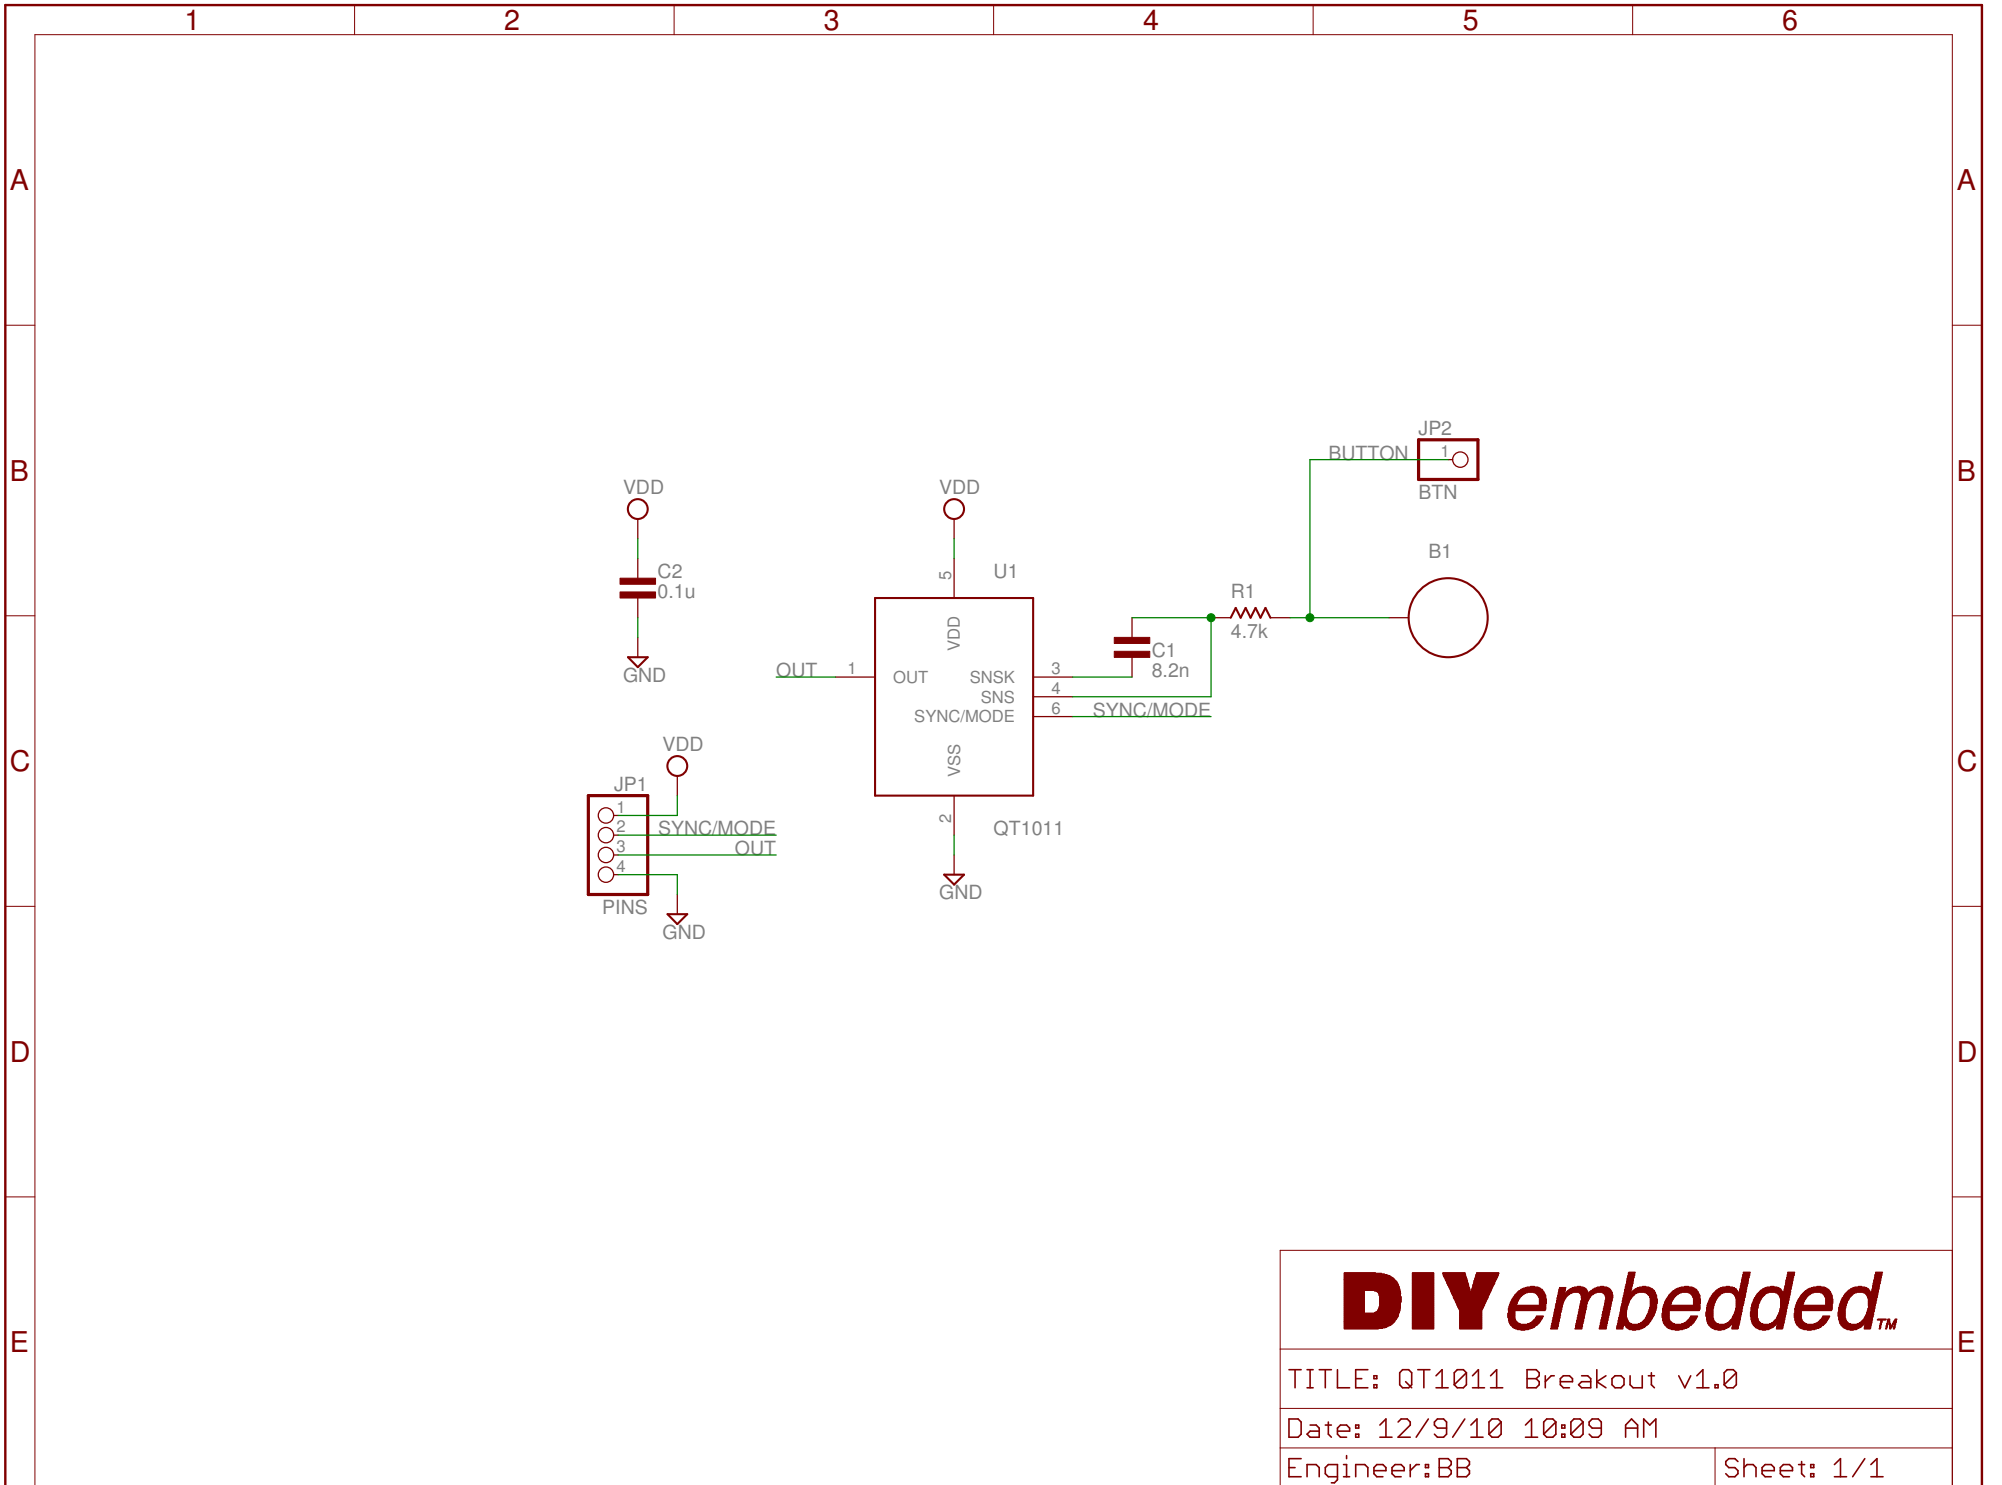 1 2 3 4 5 6
A A
JP2
BUTTON 1
B B
VDD VDD
BTN
B1
C2 5 U1
0.1u R1
VDD 4.7k
C1
GND OUT 1 OUT SNSK 3 8.2n
SNS 4
SYNC/MODE 6 SYNC/MODE
VDD VSS
C C
JP1
1
2 SYNC/MODE 2 QT1011
3 OUT
4
PINS GND
GND
D D
DIYembedded™
E E
TITLE: QT1011 Breakout v1.0
Date: 12/9/10 10:09 AM
Engineer:BB Sheet: 1/1